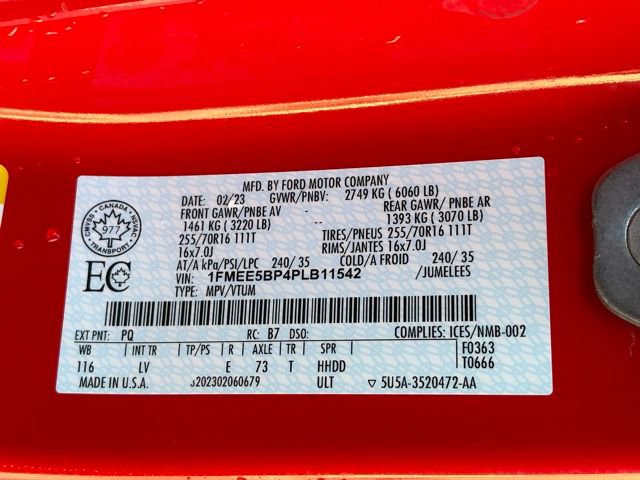 MFD. BY FORD MOTOR COMPANY
DATE: 02/23 GVWR/PNBV: 2749 KG ( 6060 LB)
FRONT GAWR/PNBE AV -- REAR GAWR/ PNBE AR
1461 KG ( 3220 LB) 1393 KG ( 3070 LB)
255/70R16 111T TIRES/PNEUS 255/70R16 111T
16x7.0J RIMS/JANTES 16x7.0J
AT/A kPa/PSI/LPC 240/ 35 COLD/A FROID 240/ 35
VIN: 1FMEE5BP4PLB11542 /JUMELEES
TYPE: MPV/VTUM
CMVSS · CANADA · NSVAC
977
TRANSPORT
EC
EXT PNT: PQ RC: B7 DSO: COMPLIES: ICES/NMB-002
WB INT TR TP/PS R AXLE TR SPR F0363
116 LV E 73 T HHDD T0666
MADE IN U.S.A. 202302060679 ULT ▽ 5U5A-3520472-AA